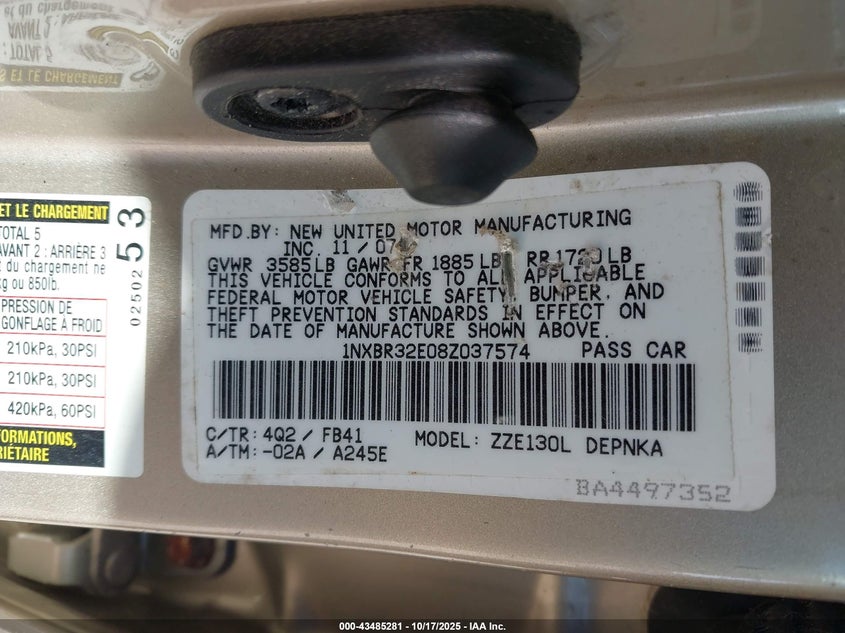 ET LE CHARGEMENT
TOTAL 5
AVANT 2 : ARRIÈRE 3
du chargement ne
kg ou 850lb.
PRESSION DE
GONFLAGE À FROID
210kPa, 30PSI
210kPa, 30PSI
420kPa, 60PSI
02502 53
MFD.BY: NEW UNITED MOTOR MANUFACTURING
INC. 11 / 07
GVWR 3585LB GAWR FR 1885LB RR 1720LB
THIS VEHICLE CONFORMS TO ALL APPLICABLE
FEDERAL MOTOR VEHICLE SAFETY, BUMPER, AND
THEFT PREVENTION STANDARDS IN EFFECT ON
THE DATE OF MANUFACTURE SHOWN ABOVE.
1NXBR32E08Z037574 PASS CAR
C/TR: 4Q2 / FB41 MODEL: ZZE130L DEPNKA
A/TM: -02A / A245E
BA4497352
000-43485281 - 10/17/2025 - IAA Inc.